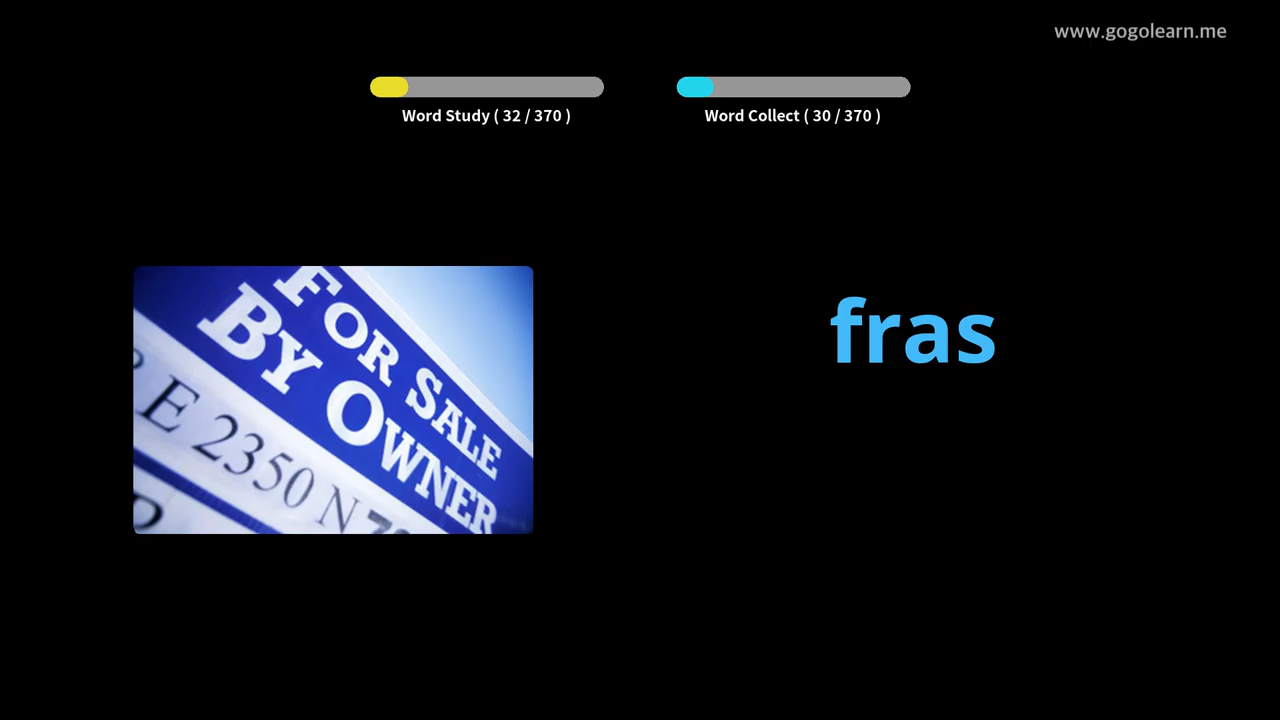 www.gogolearn.me
Word Study ( 32 / 370 )
Word Collect ( 30 / 370 )
FOR SALE
BY OWNER
E 2350 N
fras